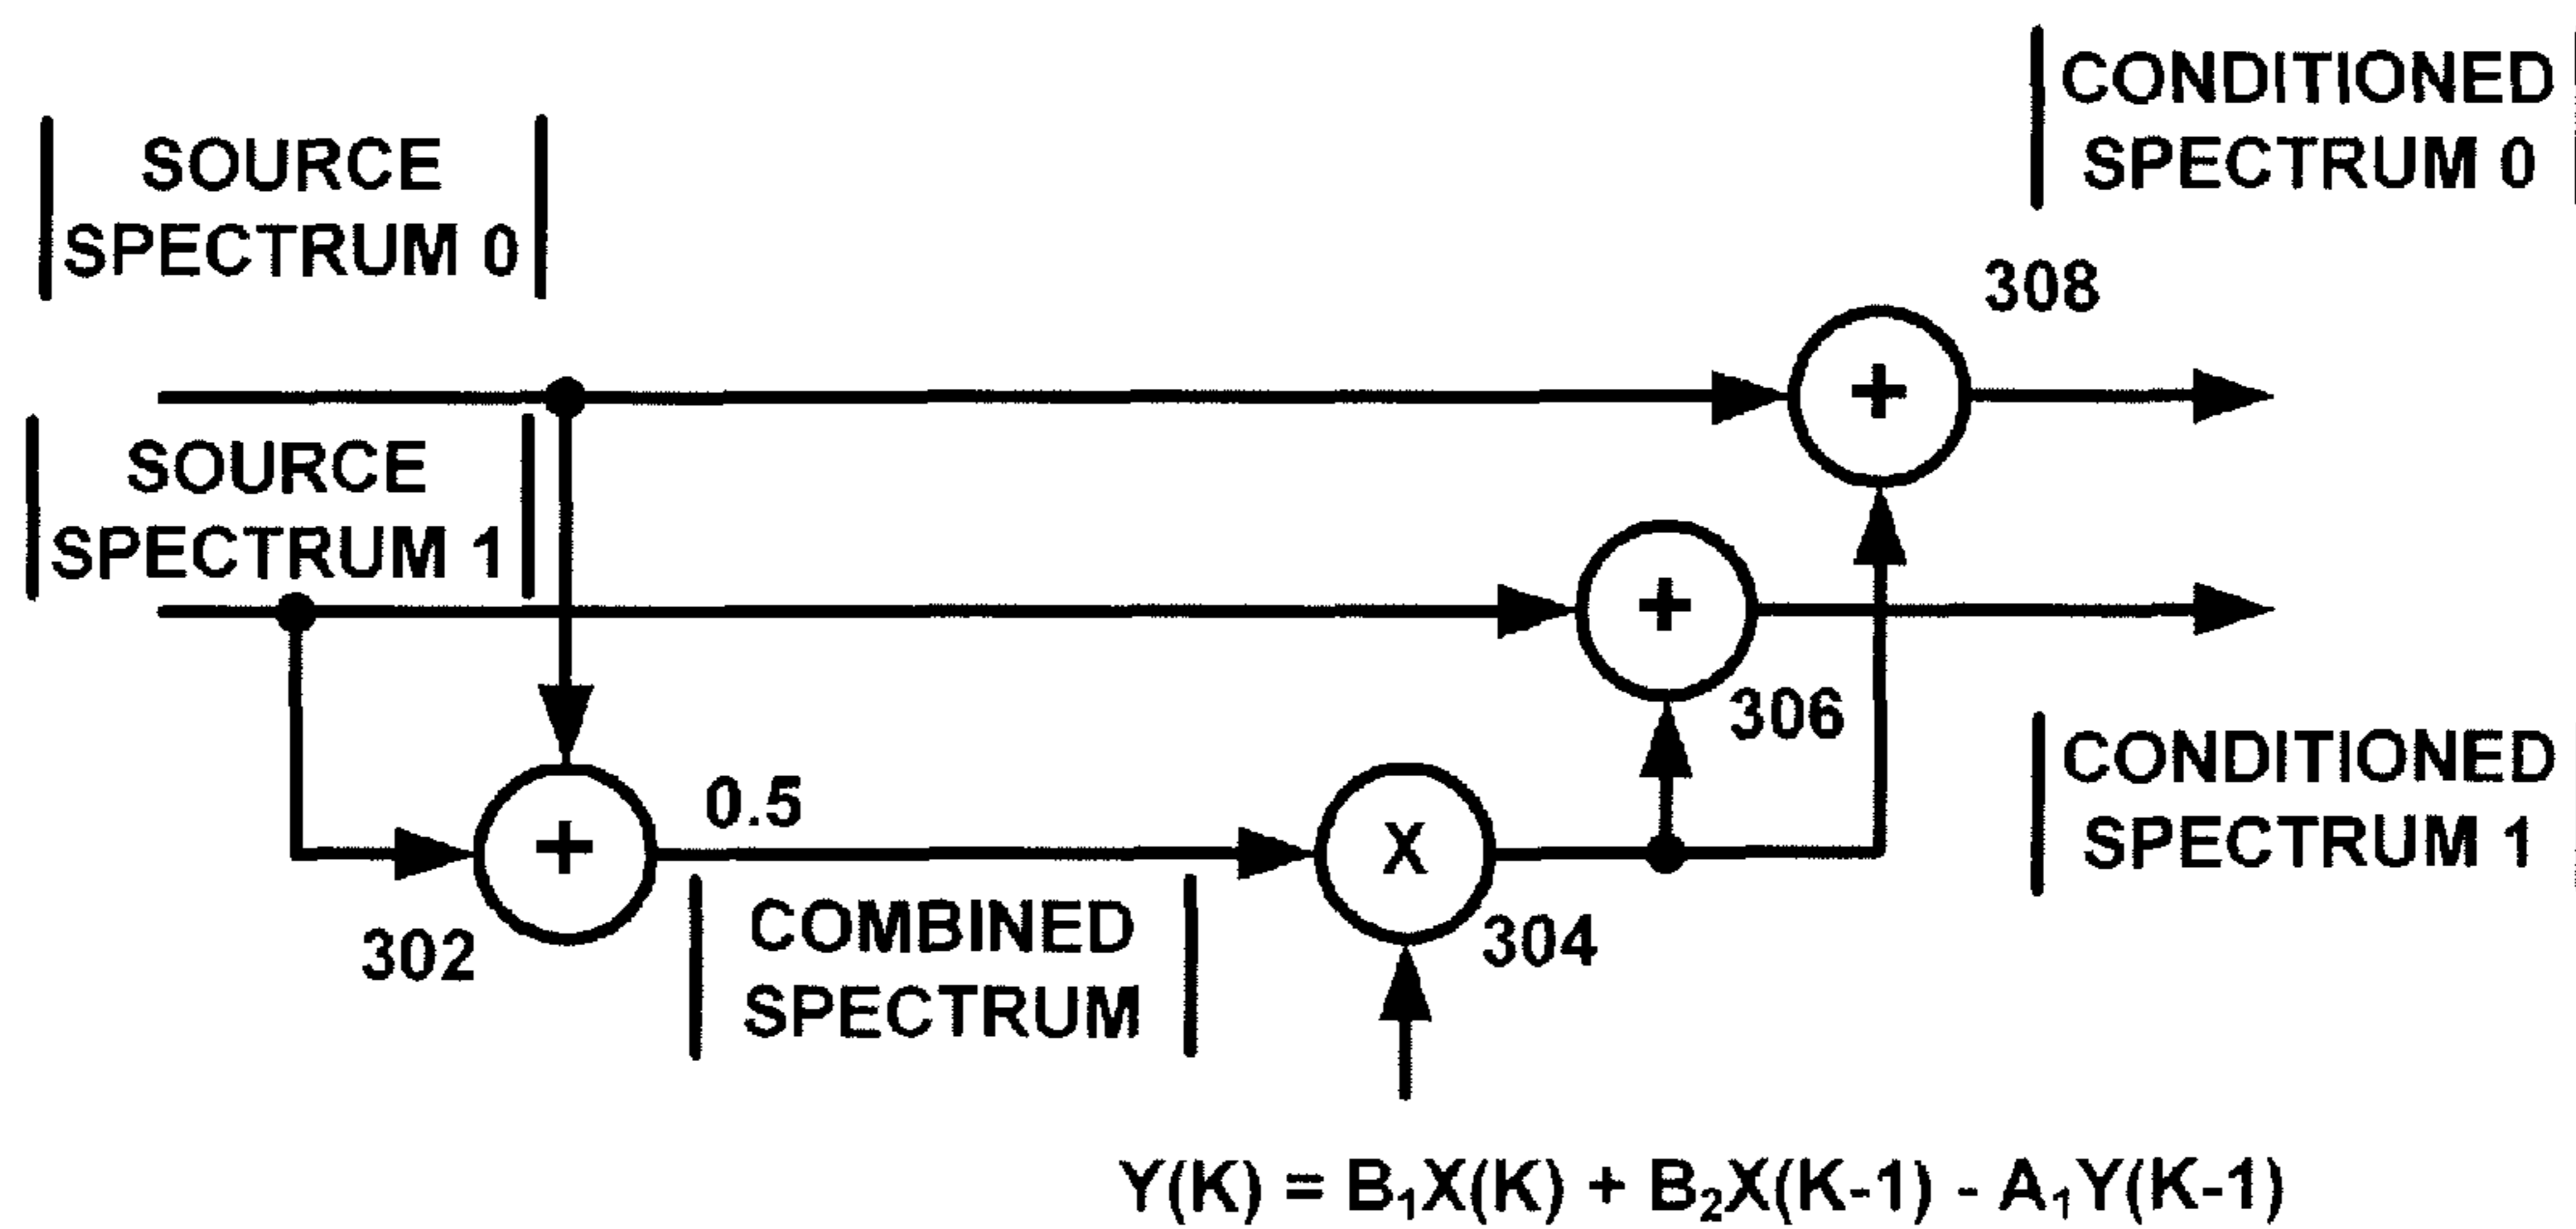 SOURCE
SPECTRUM 0
CONDITIONED
SPECTRUM 0
308
+
SOURCE
SPECTRUM 1
+
306
0.5
+
302
COMBINED
SPECTRUM
X
304
CONDITIONED
SPECTRUM 1
Y(K) = B₁X(K) + B₂X(K-1) - A₁Y(K-1)